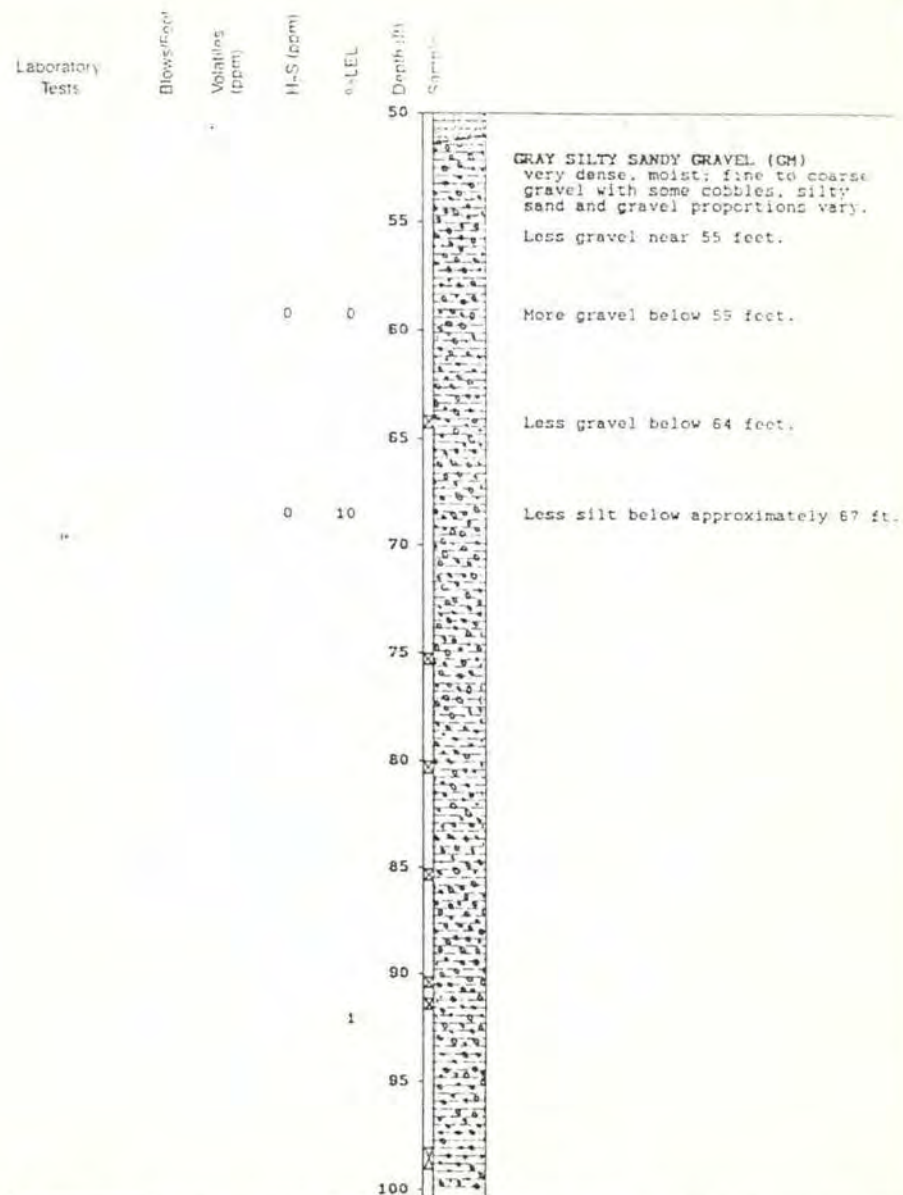 Laboratory
Tests
Blows/Foot
Volatiles
(ppm)
H2S (ppm)
% LEL
Depth (ft)
Sample
50
GRAY SILTY SANDY GRAVEL (GM)
very dense, moist; fine to coarse
gravel with some cobbles, silty
sand and gravel proportions vary.
55
Less gravel near 55 feet.
0 0 More gravel below 59 feet.
60
Less gravel below 64 feet.
65
0 10 Less silt below approximately 67 ft.
70
75
80
85
90
1
95
100